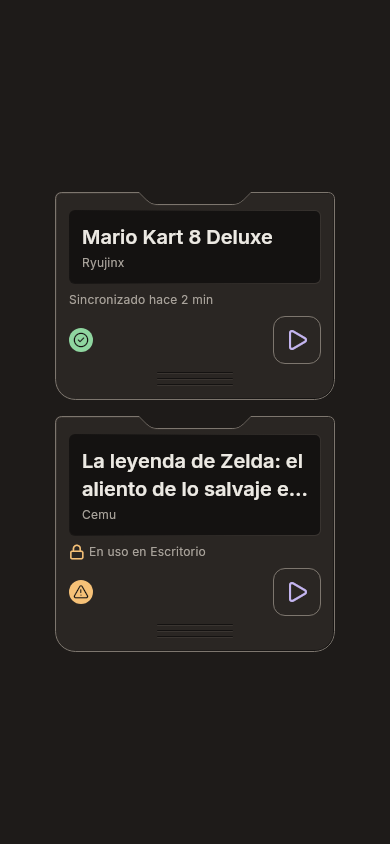 Mario Kart 8 Deluxe
Ryujinx
Sincronizado hace 2 min
La leyenda de Zelda: el
aliento de lo salvaje e...
Cemu
En uso en Escritorio